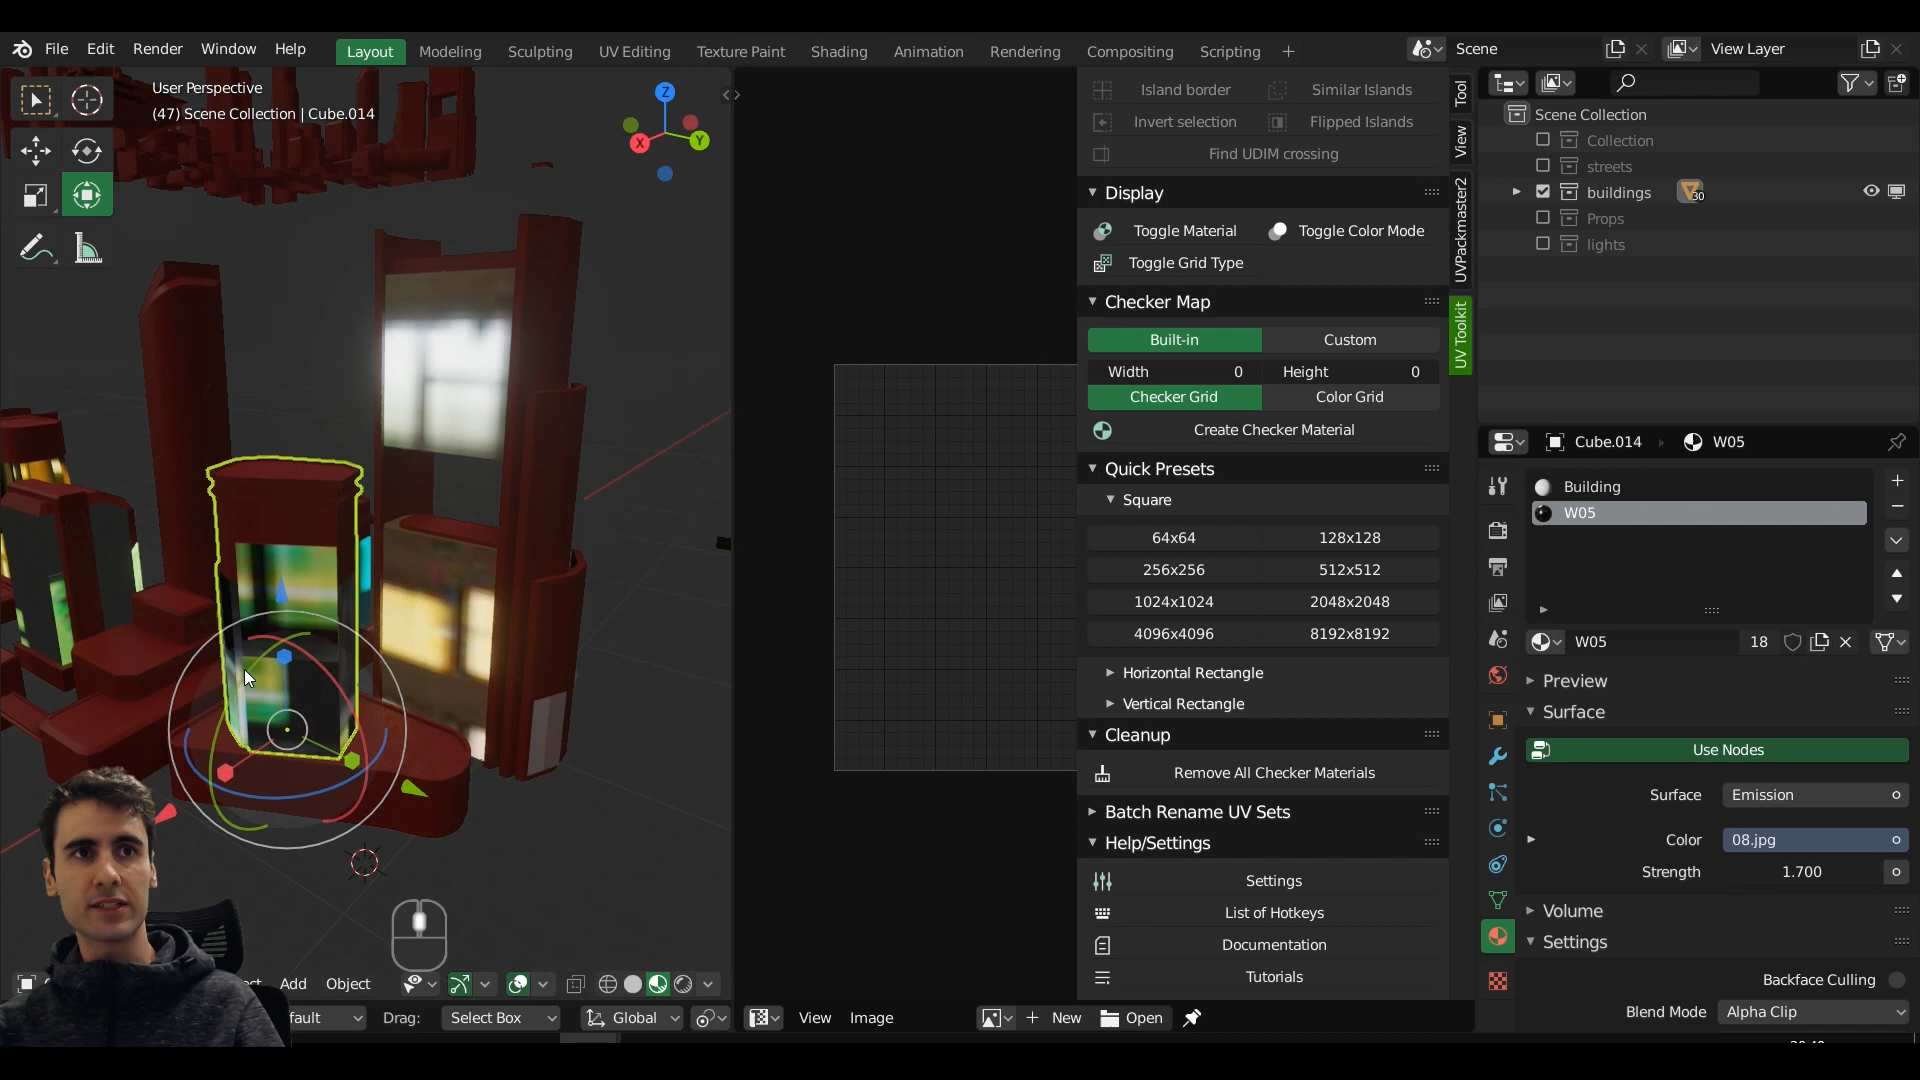 File Edit Render Window Help Layout Modeling Sculpting UV Editing Texture Paint Shading Animation Rendering Compositing Scripting + Scene View Layer
User Perspective
(47) Scene Collection | Cube.014
Z
X
Y
Island border Similar Islands
Invert selection Flipped Islands
Find UDIM crossing
Display
Toggle Material Toggle Color Mode
Toggle Grid Type
Checker Map
Built-in Custom
Width 0 Height 0
Checker Grid Color Grid
Create Checker Material
Quick Presets
Square
64x64 128x128
256x256 512x512
1024x1024 2048x2048
4096x4096 8192x8192
Horizontal Rectangle
Vertical Rectangle
Cleanup
Remove All Checker Materials
Batch Rename UV Sets
Help/Settings
Settings
List of Hotkeys
Documentation
Tutorials
Tool
View
UVPackmaster2
UV Toolkit
Scene Collection
Collection
streets
buildings 30
Props
lights
Cube.014 W05
Building
W05
W05 18
Preview
Surface
Use Nodes
Surface Emission
Color 08.jpg
Strength 1.700
Volume
Settings
Backface Culling
Blend Mode Alpha Clip
Add Object
fault Drag: Select Box Global
View Image + New Open